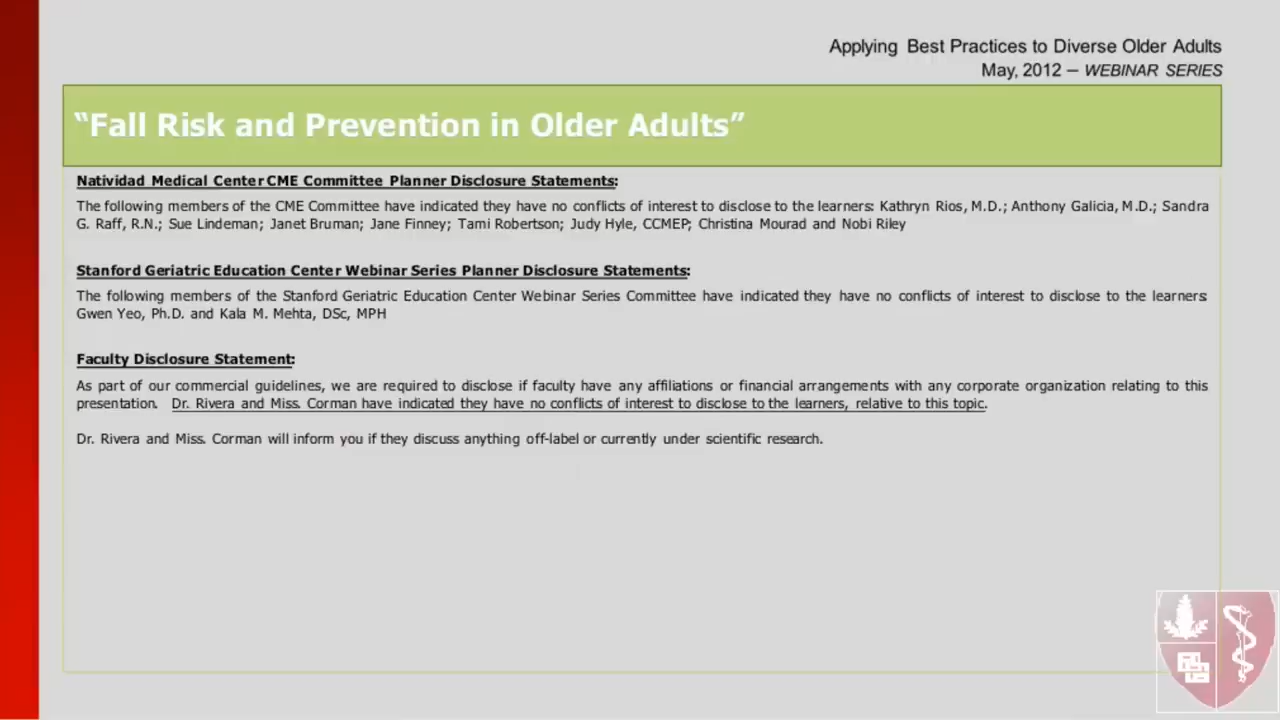 Applying Best Practices to Diverse Older Adults
May, 2012 – WEBINAR SERIES
“Fall Risk and Prevention in Older Adults”
Natividad Medical Center CME Committee Planner Disclosure Statements:
The following members of the CME Committee have indicated they have no conflicts of interest to disclose to the learners: Kathryn Rios, M.D.; Anthony Galicia, M.D.; Sandra
G. Raff, R.N.; Sue Lindeman; Janet Bruman; Jane Finney; Tami Robertson; Judy Hyle, CCMEP; Christina Mourad and Nobi Riley
Stanford Geriatric Education Center Webinar Series Planner Disclosure Statements:
The following members of the Stanford Geriatric Education Center Webinar Series Committee have indicated they have no conflicts of interest to disclose to the learners:
Gwen Yeo, Ph.D. and Kala M. Mehta, DSc, MPH
Faculty Disclosure Statement:
As part of our commercial guidelines, we are required to disclose if faculty have any affiliations or financial arrangements with any corporate organization relating to this
presentation. Dr. Rivera and Miss. Corman have indicated they have no conflicts of interest to disclose to the learners, relative to this topic.
Dr. Rivera and Miss. Corman will inform you if they discuss anything off-label or currently under scientific research.